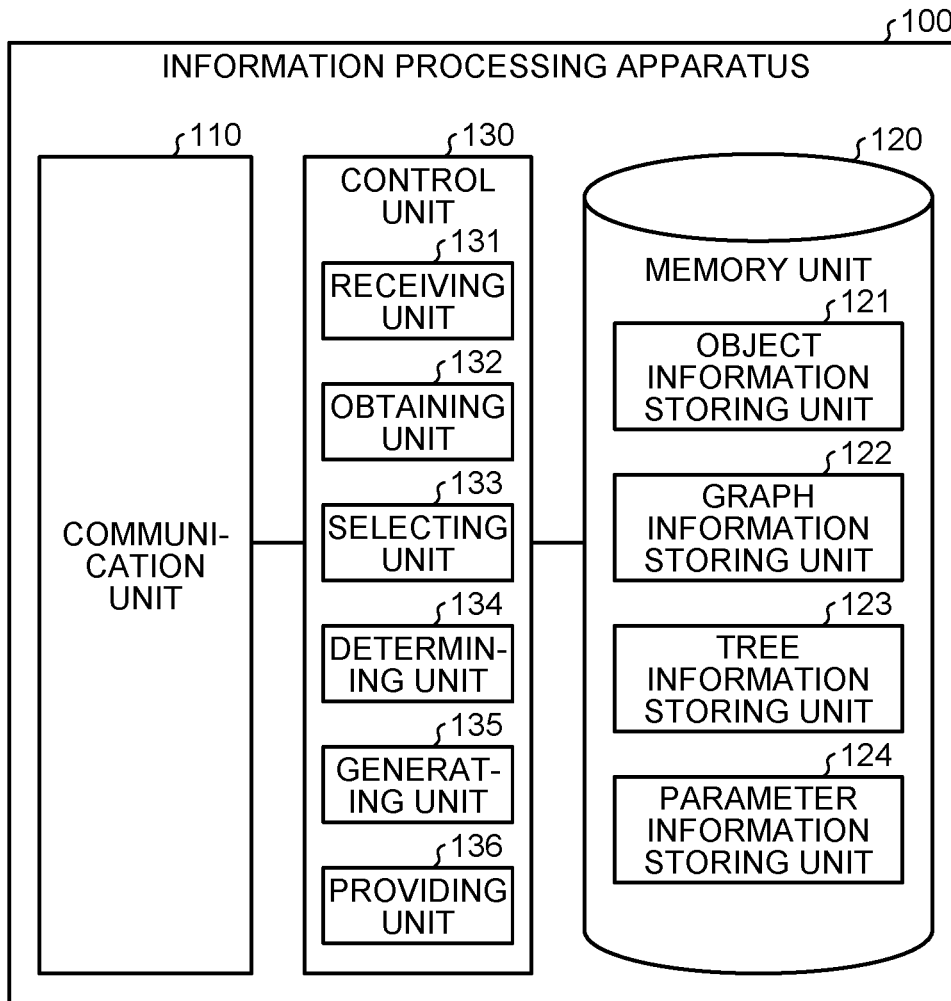 100
INFORMATION PROCESSING APPARATUS
110
COMMUNI-
CATION
UNIT
130
CONTROL
UNIT
131
RECEIVING
UNIT
132
OBTAINING
UNIT
133
SELECTING
UNIT
134
DETERMIN-
ING UNIT
135
GENERAT-
ING UNIT
136
PROVIDING
UNIT
120
MEMORY UNIT
121
OBJECT
INFORMATION
STORING UNIT
122
GRAPH
INFORMATION
STORING UNIT
123
TREE
INFORMATION
STORING UNIT
124
PARAMETER
INFORMATION
STORING UNIT